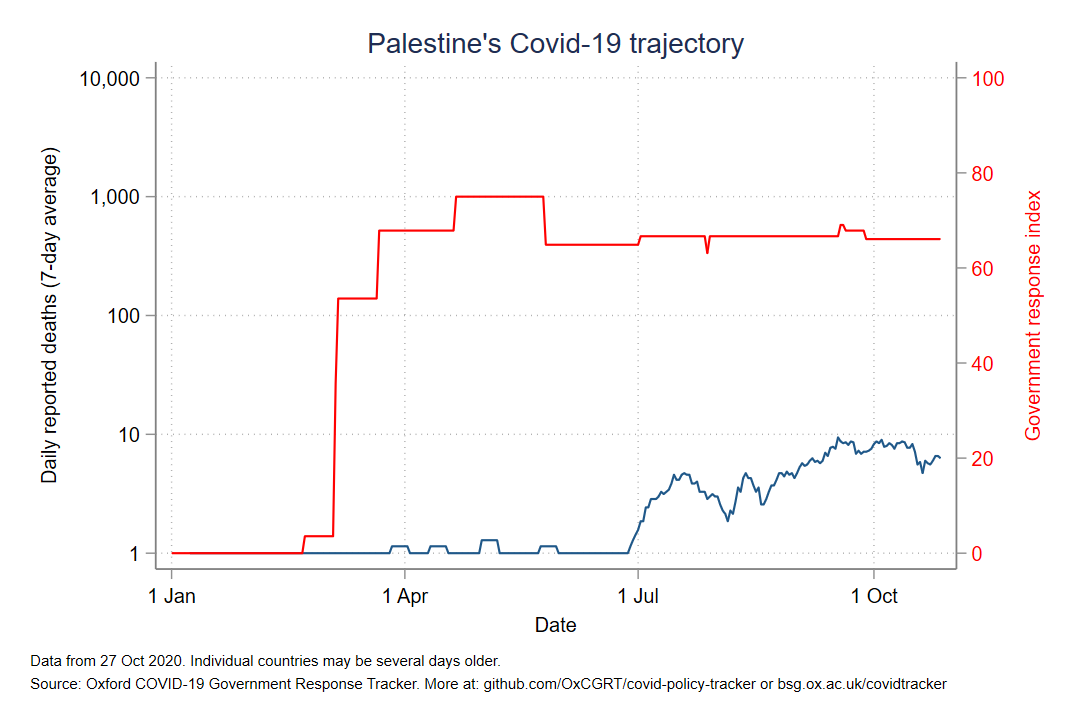 Palestine's Covid-19 trajectory
10,000
1,000
100
10
1
Daily reported deaths (7-day average)
100
80
60
40
20
0
Government response index
1 Jan
1 Apr
1 Jul
1 Oct
Date
Data from 27 Oct 2020. Individual countries may be several days older.
Source: Oxford COVID-19 Government Response Tracker. More at: github.com/OxCGRT/covid-policy-tracker or bsg.ox.ac.uk/covidtracker